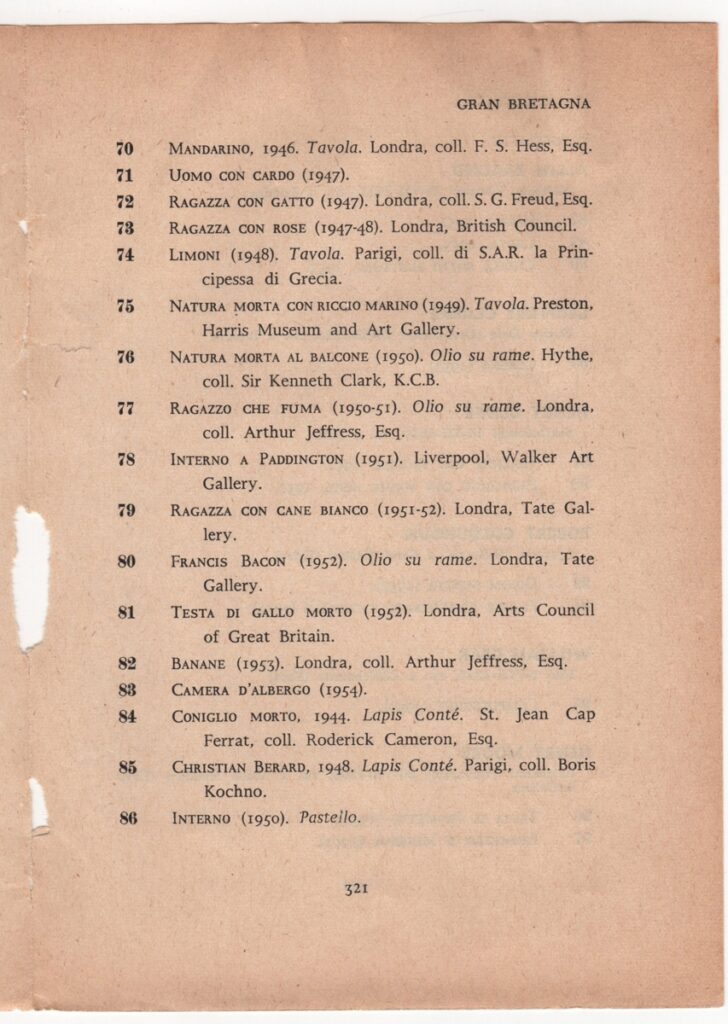 GRAN BRETAGNA
70 MANDARINO, 1946. Tavola. Londra, coll. F. S. Hess, Esq.
71 UOMO CON CARDO (1947).
72 RAGAZZA CON GATTO (1947). Londra, coll. S. G. Freud, Esq.
73 RAGAZZA CON ROSE (1947-48). Londra, British Council.
74 LIMONI (1948). Tavola. Parigi, coll. di S.A.R. la Prin-
cipessa di Grecia.
75 NATURA MORTA CON RICCIO MARINO (1949). Tavola. Preston,
Harris Museum and Art Gallery.
76 NATURA MORTA AL BALCONE (1950). Olio su rame. Hythe,
coll. Sir Kenneth Clark, K.C.B.
77 RAGAZZO CHE FUMA (1950-51). Olio su rame. Londra,
coll. Arthur Jeffress, Esq.
78 INTERNO A PADDINGTON (1951). Liverpool, Walker Art
Gallery.
79 RAGAZZA CON CANE BIANCO (1951-52). Londra, Tate Gal-
lery.
80 FRANCIS BACON (1952). Olio su rame. Londra, Tate
Gallery.
81 TESTA DI GALLO MORTO (1952). Londra, Arts Council
of Great Britain.
82 BANANE (1953). Londra, coll. Arthur Jeffress, Esq.
83 CAMERA D'ALBERGO (1954).
84 CONIGLIO MORTO, 1944. Lapis Conté. St. Jean Cap
Ferrat, coll. Roderick Cameron, Esq.
85 CHRISTIAN BERARD, 1948. Lapis Conté. Parigi, coll. Boris
Kochno.
86 INTERNO (1950). Pastello.
321